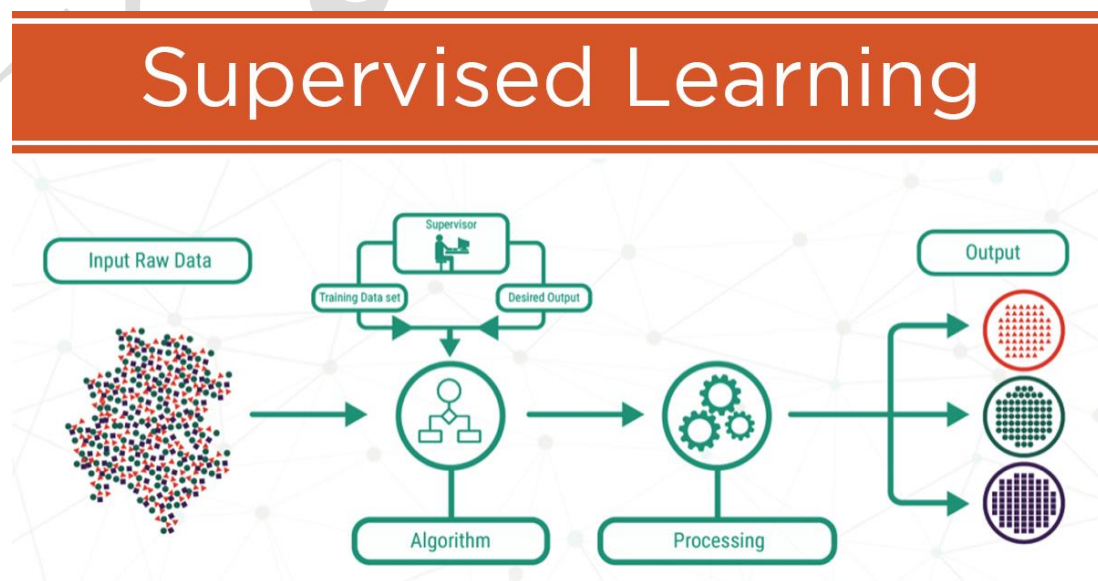 Supervised Learning
Supervisor
Input Raw Data
Output
Training Data set
Desired Output
Algorithm
Processing